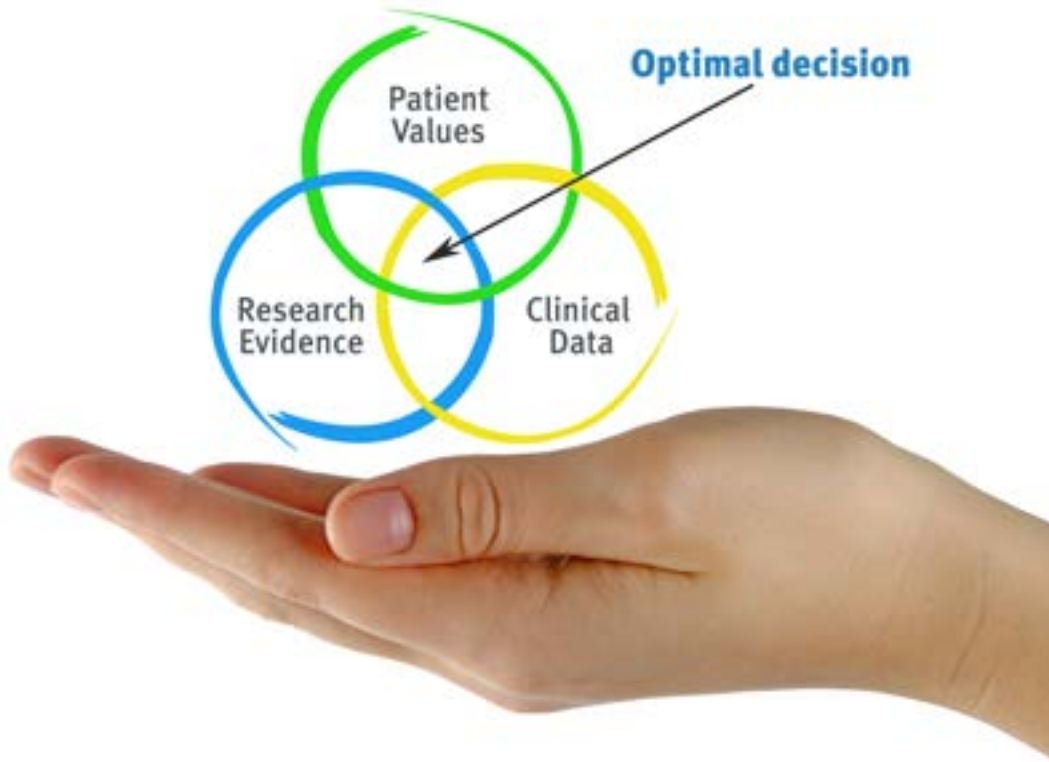 Optimal decision
Patient
Values
Research
Evidence
Clinical
Data